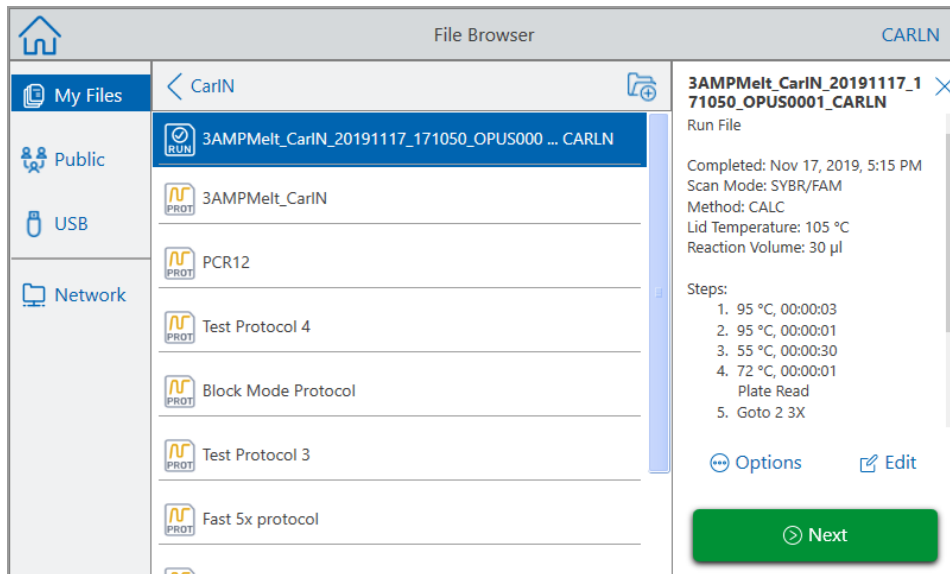 File Browser
CARLN
My Files
Public
USB
Network
CarIN
RUN
3AMPMelt_CarIN_20191117_171050_OPUS000 ... CARLN
PROT
3AMPMelt_CarIN
PROT
PCR12
PROT
Test Protocol 4
PROT
Block Mode Protocol
PROT
Test Protocol 3
PROT
Fast 5x protocol
3AMPMelt_CarIN_20191117_1
71050_OPUS0001_CARLN
Run File
Completed: Nov 17, 2019, 5:15 PM
Scan Mode: SYBR/FAM
Method: CALC
Lid Temperature: 105 °C
Reaction Volume: 30 µl
Steps:
1. 95 °C, 00:00:03
2. 95 °C, 00:00:01
3. 55 °C, 00:00:30
4. 72 °C, 00:00:01
Plate Read
5. Goto 2 3X
Options
Edit
Next